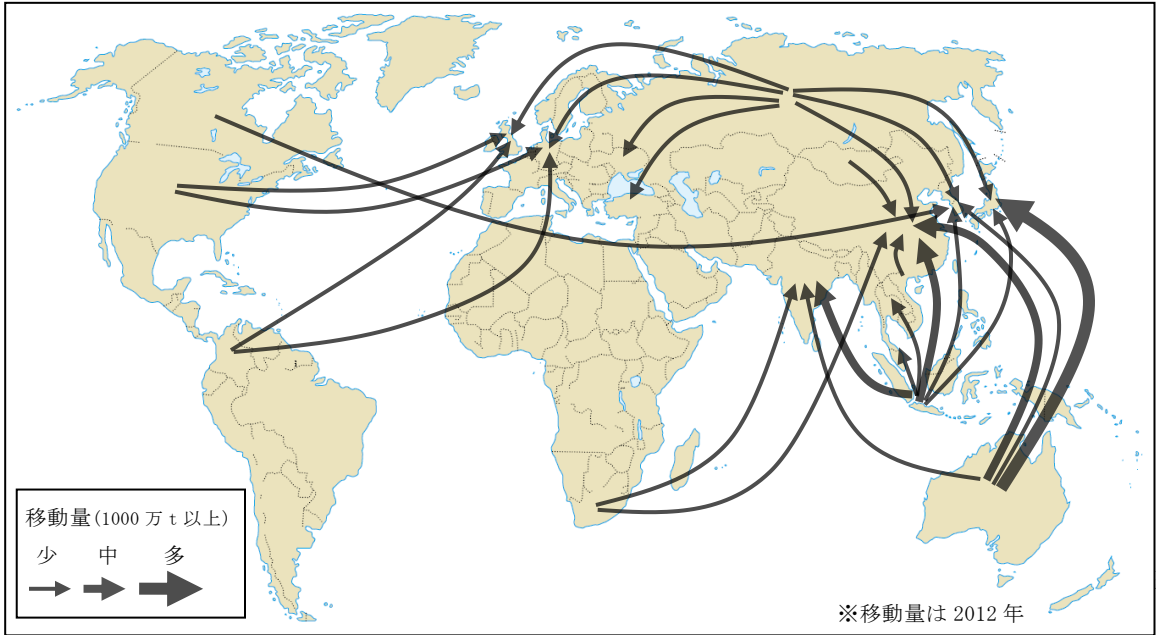 移動量(1000 万 t 以上)
少 中 多
※移動量は 2012 年